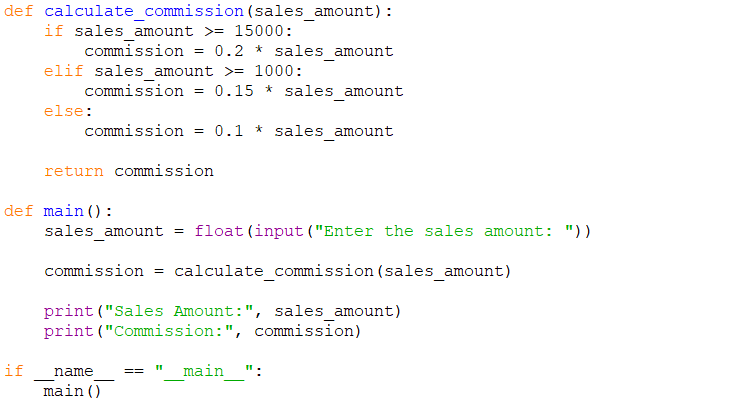 def calculate_commission(sales_amount):
    if sales_amount >= 15000:
        commission = 0.2 * sales_amount
    elif sales_amount >= 1000:
        commission = 0.15 * sales_amount
    else:
        commission = 0.1 * sales_amount

    return commission

def main():
    sales_amount = float(input("Enter the sales amount: "))

    commission = calculate_commission(sales_amount)

    print("Sales Amount:", sales_amount)
    print("Commission:", commission)

if __name__ == "__main__":
    main()